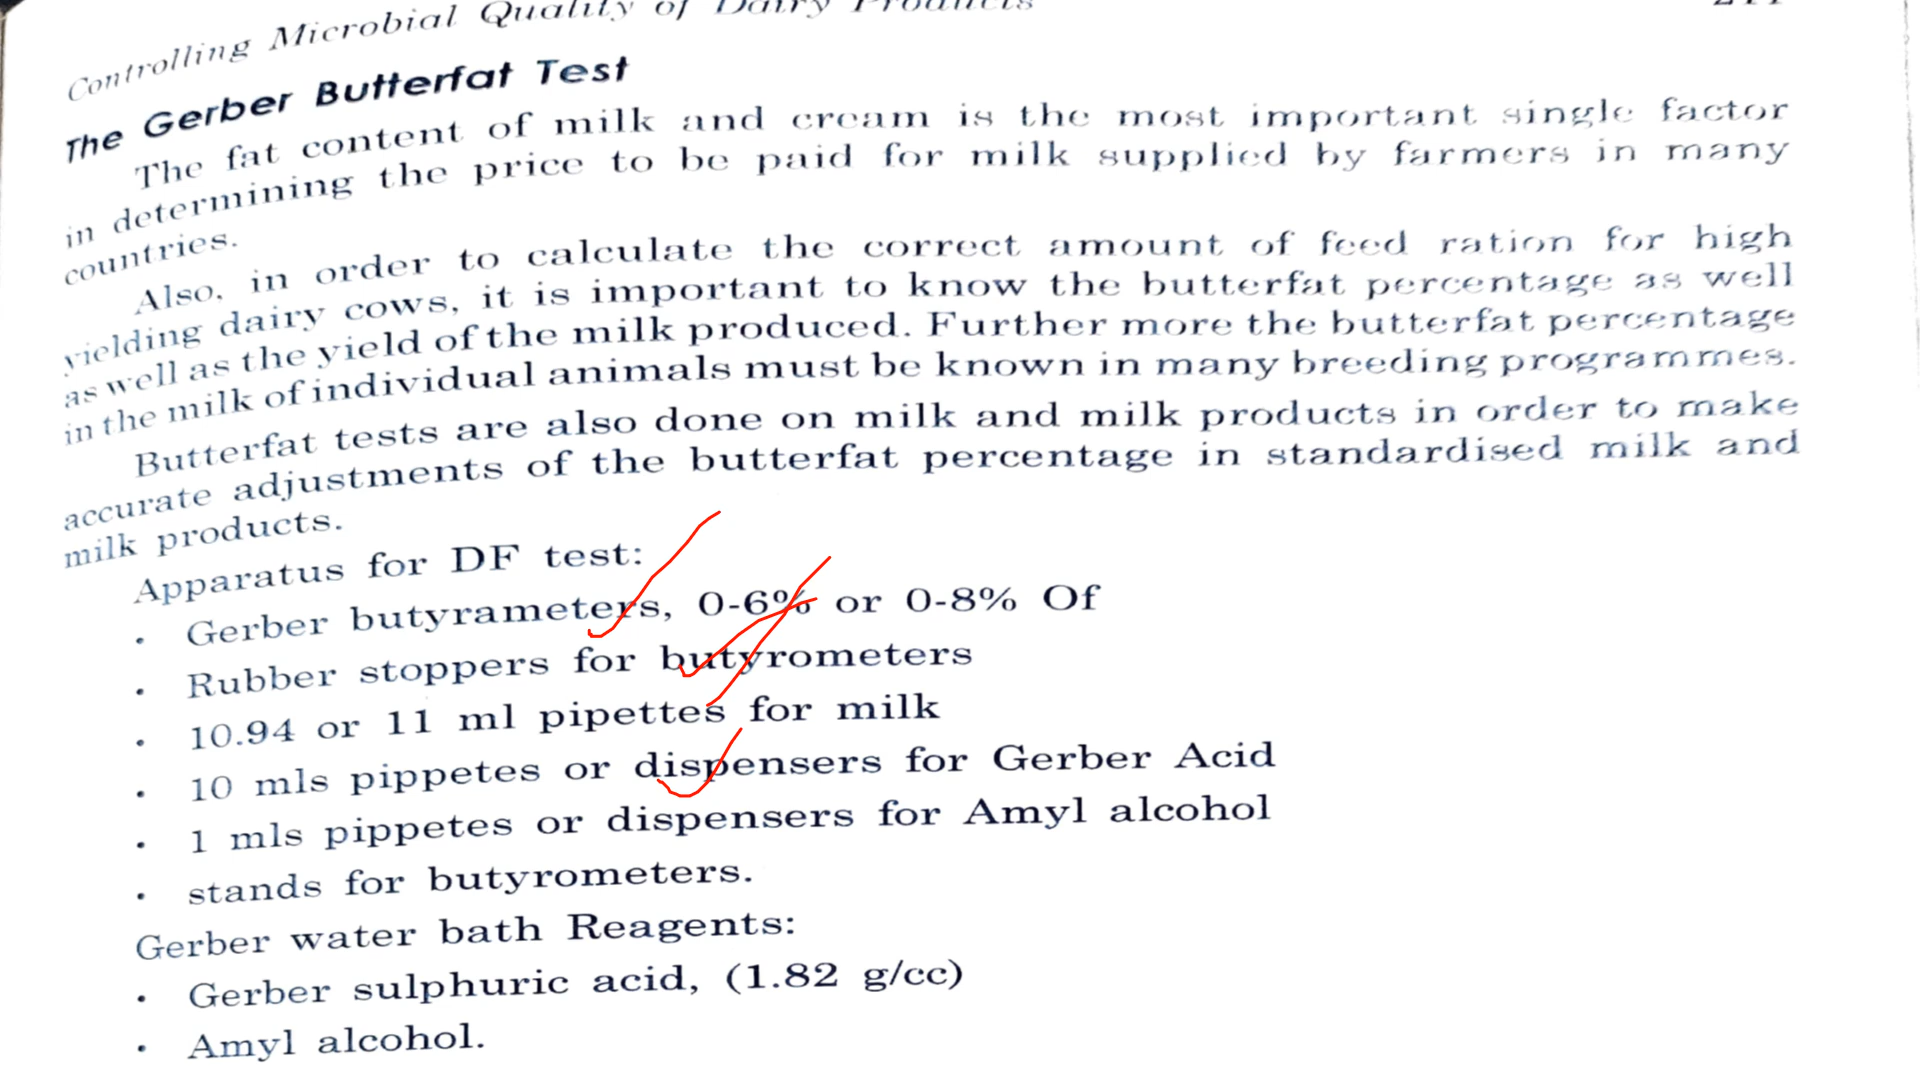 Controlling Microbial Quality of Dairy Products
The Gerber Butterfat Test
The fat content of milk and cream is the most important single factor
in determining the price to be paid for milk supplied by farmers in many
countries.
Also, in order to calculate the correct amount of feed ration for high
yielding dairy cows, it is important to know the butterfat percentage as well
as well as the yield of the milk produced. Further more the butterfat percentage
in the milk of individual animals must be known in many breeding programmes.
Butterfat tests are also done on milk and milk products in order to make
accurate adjustments of the butterfat percentage in standardised milk and
milk products.
Apparatus for DF test:
• Gerber butyrameters, 0-6% or 0-8% Of
• Rubber stoppers for butyrometers
• 10.94 or 11 ml pipettes for milk
• 10 mls pippetes or dispensers for Gerber Acid
• 1 mls pippetes or dispensers for Amyl alcohol
• stands for butyrometers.
Gerber water bath Reagents:
• Gerber sulphuric acid, (1.82 g/cc)
• Amyl alcohol.